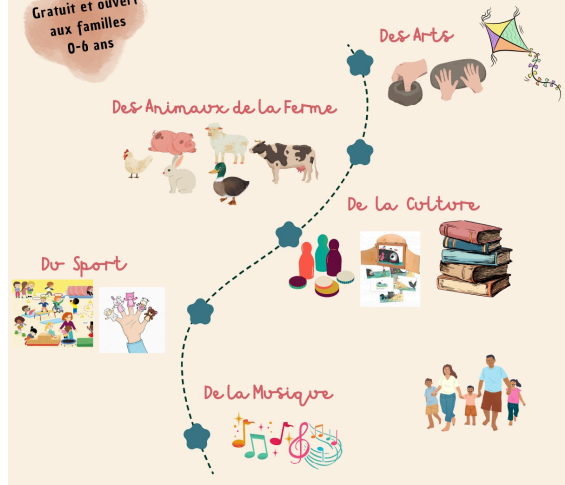 Gratuit et ouvert
aux familles
0-6 ans
Des Arts
Des Animaux de la Ferme
De la Culture
Du Sport
De la Musique